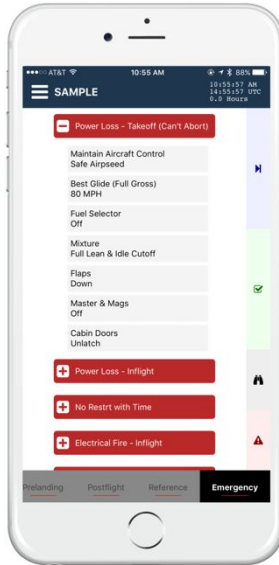 AT&T
10:55 AM
88%
SAMPLE
10:55:57 AM
14:55:57 UTC
0.0 Hours
Power Loss - Takeoff (Can't Abort)
Maintain Aircraft Control
Safe Airpseed
Best Glide (Full Gross)
80 MPH
Fuel Selector
Off
Mixture
Full Lean & Idle Cutoff
Flaps
Down
Master & Mags
Off
Cabin Doors
Unlatch
Power Loss - Inflight
No Restrt with Time
Electrical Fire - Inflight
Prelanding
Postflight
Reference
Emergency